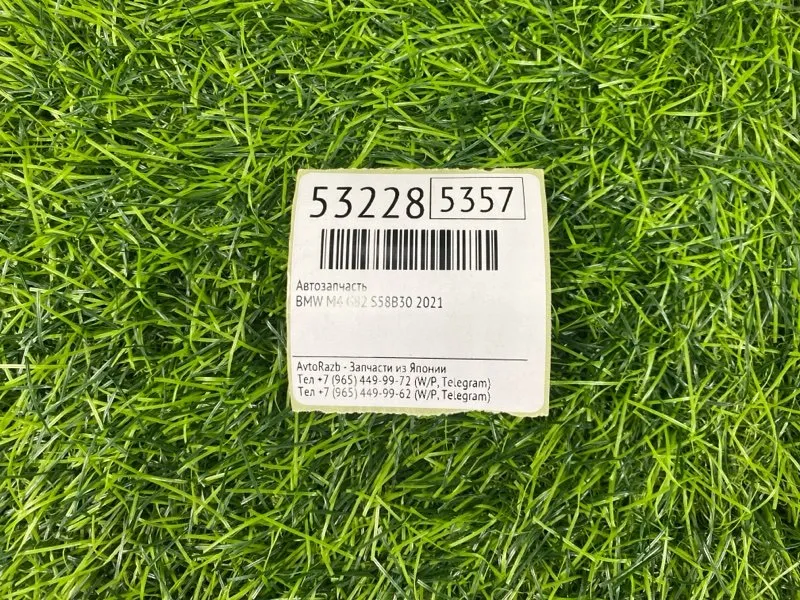 53228 5357
Автозапчасть
BMW M4 G82 S58B30 2021
AvtoRazb - Запчасти из Японии
Тел +7 (965) 449-99-72 (W/P, Telegram)
Тел +7 (965) 449-99-62 (W/P, Telegram)